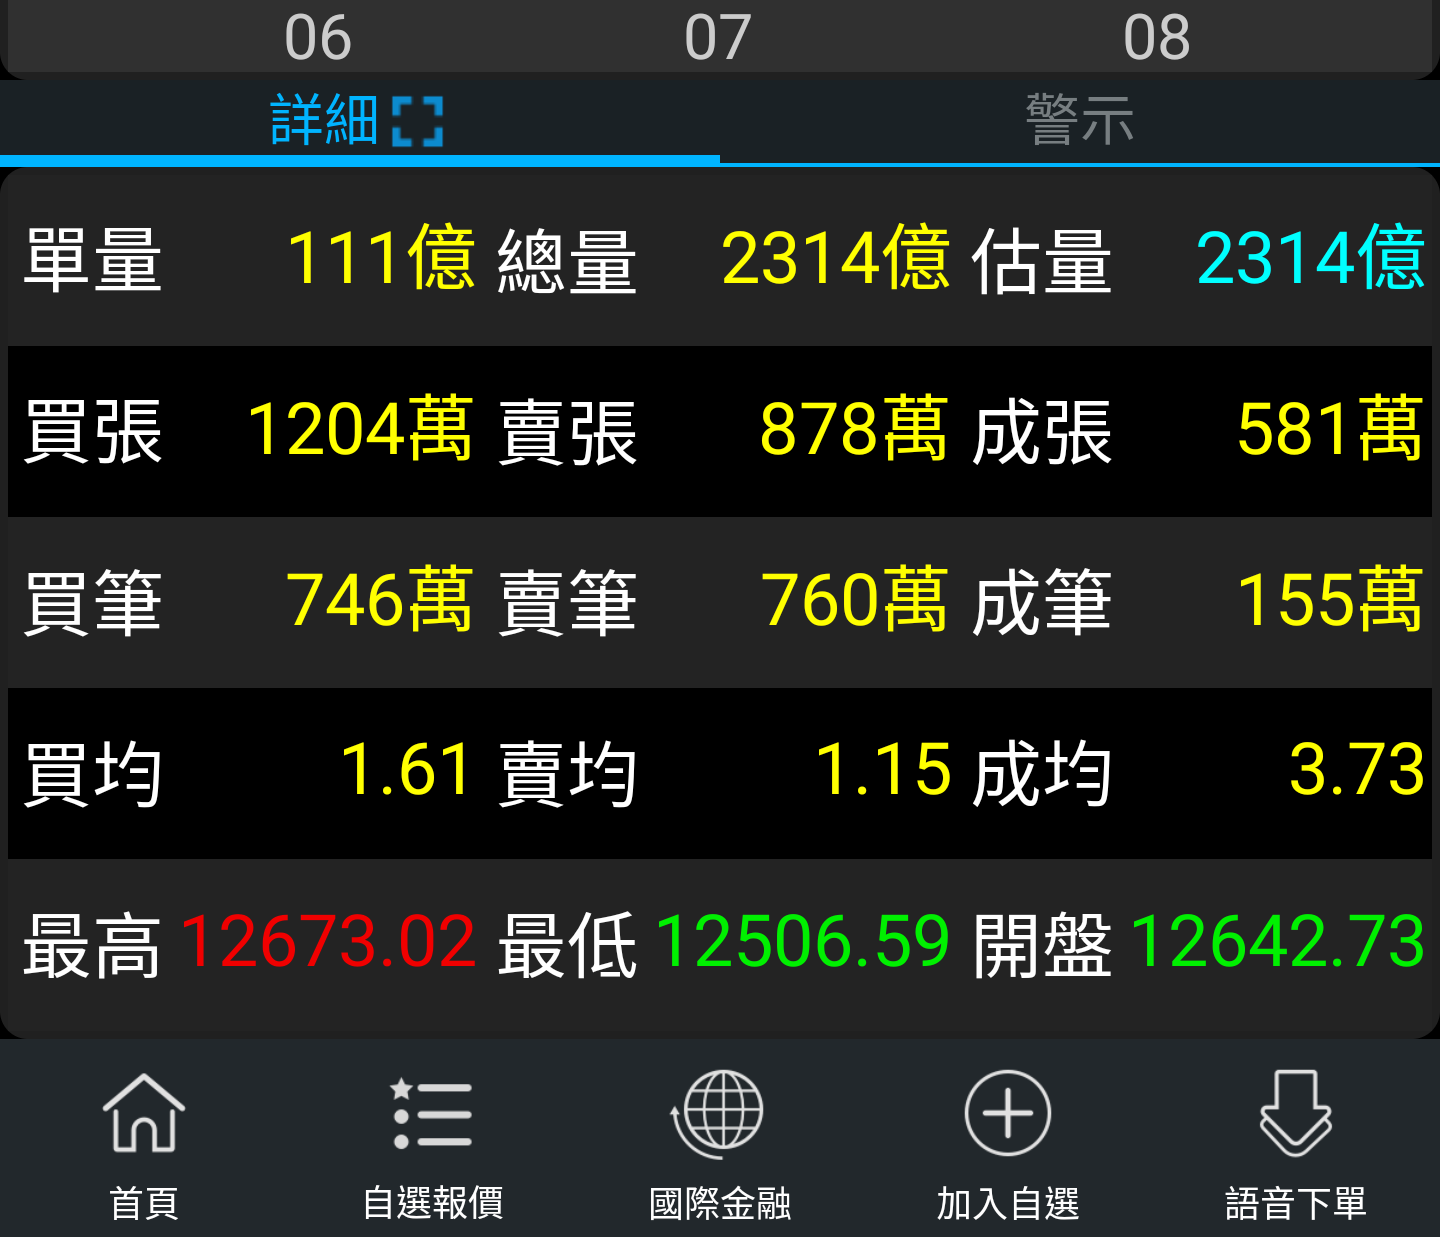 06 07 08
詳細 警示
單量 111億 總量 2314億 估量 2314億
買張 1204萬 賣張 878萬 成張 581萬
買筆 746萬 賣筆 760萬 成筆 155萬
買均 1.61 賣均 1.15 成均 3.73
最高 12673.02 最低 12506.59 開盤 12642.73
首頁 自選報價 國際金融 加入自選 語音下單